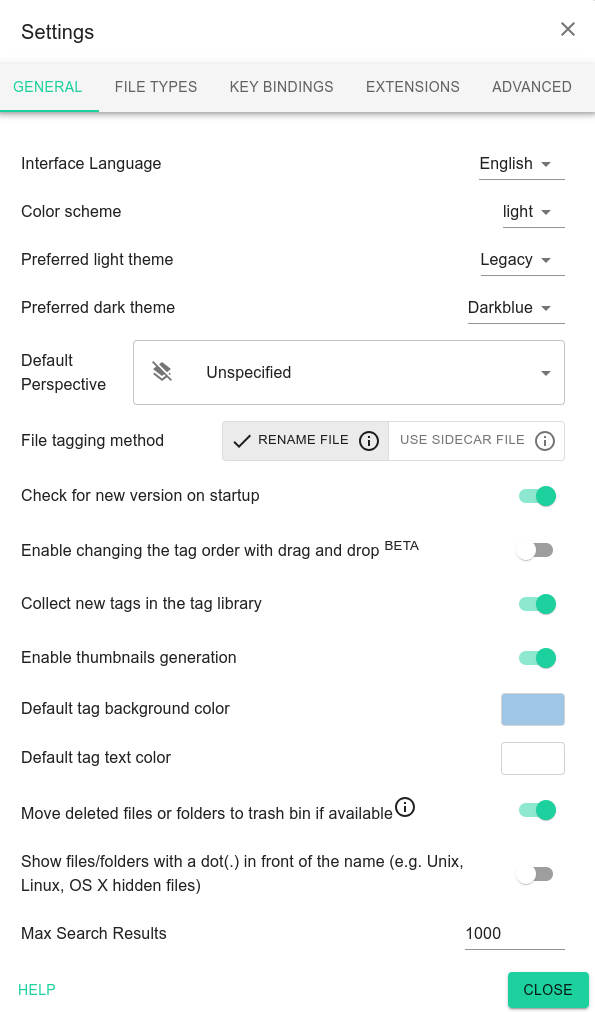 Settings
GENERAL FILE TYPES KEY BINDINGS EXTENSIONS ADVANCED
Interface Language English
Color scheme light
Preferred light theme Legacy
Preferred dark theme Darkblue
Default
Perspective
Unspecified
File tagging method RENAME FILE USE SIDECAR FILE
Check for new version on startup
Enable changing the tag order with drag and drop BETA
Collect new tags in the tag library
Enable thumbnails generation
Default tag background color
Default tag text color
Move deleted files or folders to trash bin if available
Show files/folders with a dot(.) in front of the name (e.g. Unix,
Linux, OS X hidden files)
Max Search Results 1000
HELP CLOSE